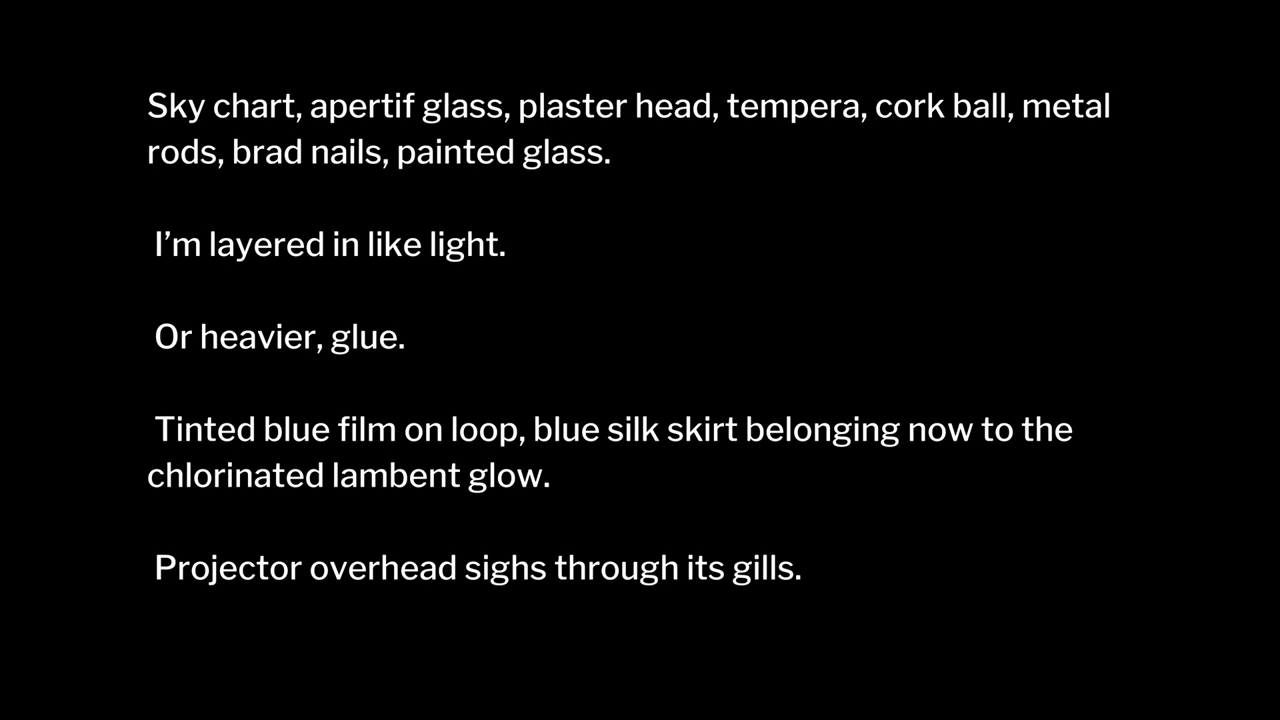 Sky chart, apertif glass, plaster head, tempera, cork ball, metal
rods, brad nails, painted glass.
I’m layered in like light.
Or heavier, glue.
Tinted blue film on loop, blue silk skirt belonging now to the
chlorinated lambent glow.
Projector overhead sighs through its gills.